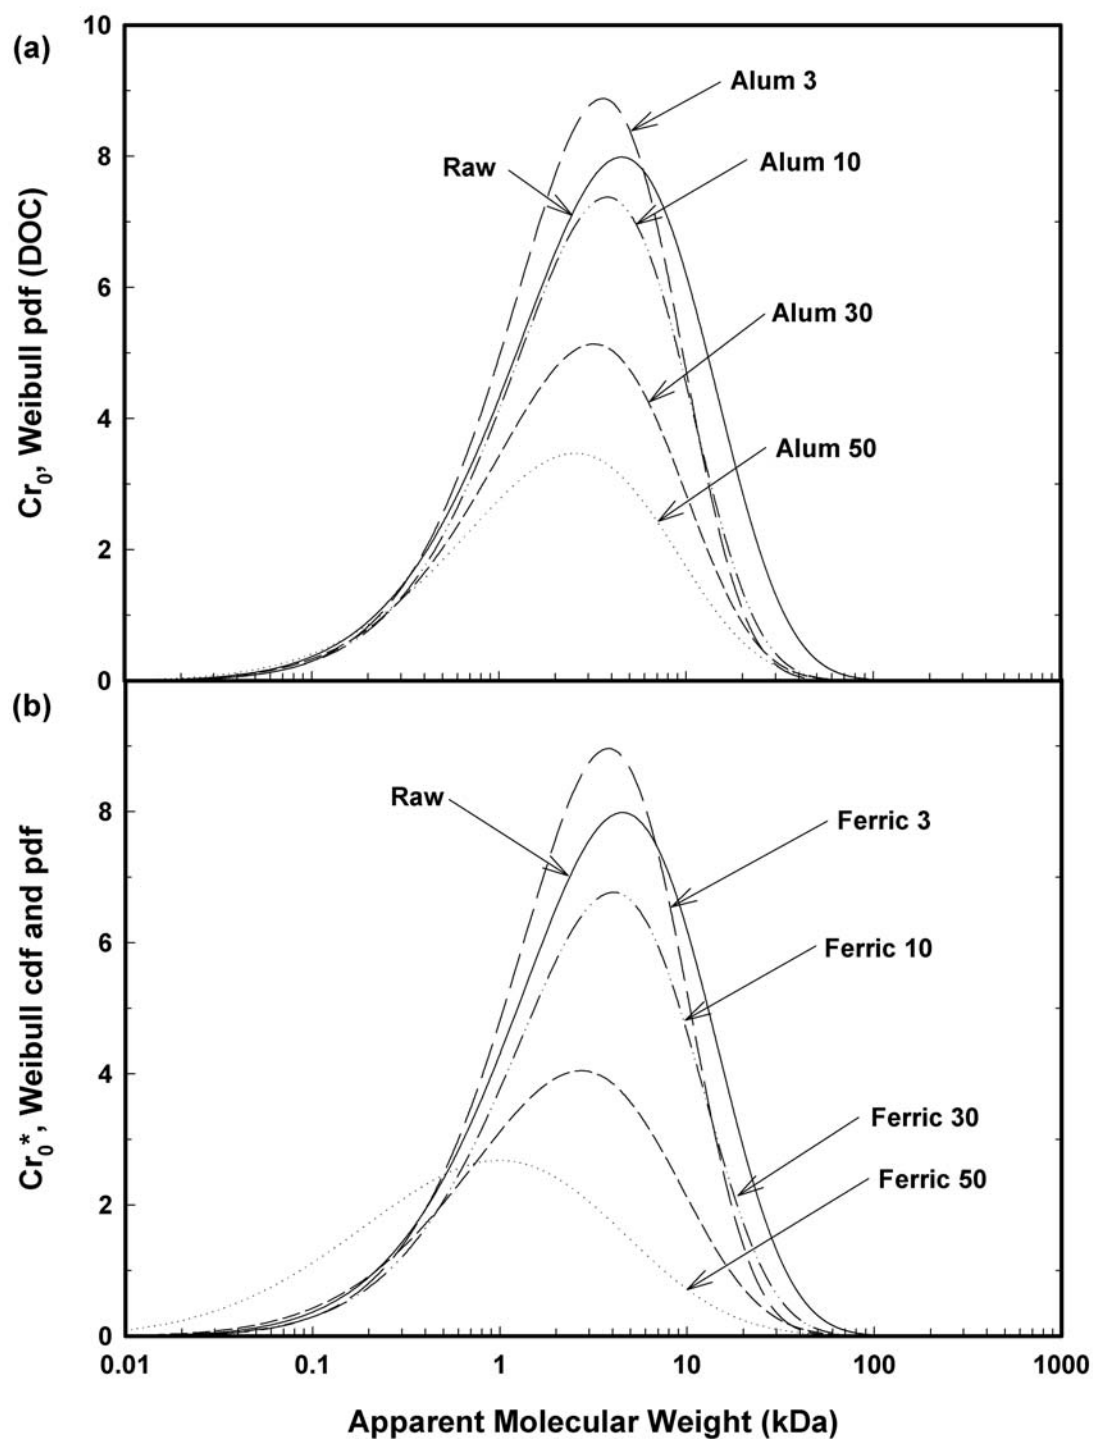 (a)
10
8
6
4
2
0
Cr₀, Weibull pdf (DOC)
Alum 3
Raw
Alum 10
Alum 30
Alum 50
(b)
8
6
4
2
0
Cr₀*, Weibull cdf and pdf
Raw
Ferric 3
Ferric 10
Ferric 30
Ferric 50
0.01 0.1 1 10 100 1000
Apparent Molecular Weight (kDa)